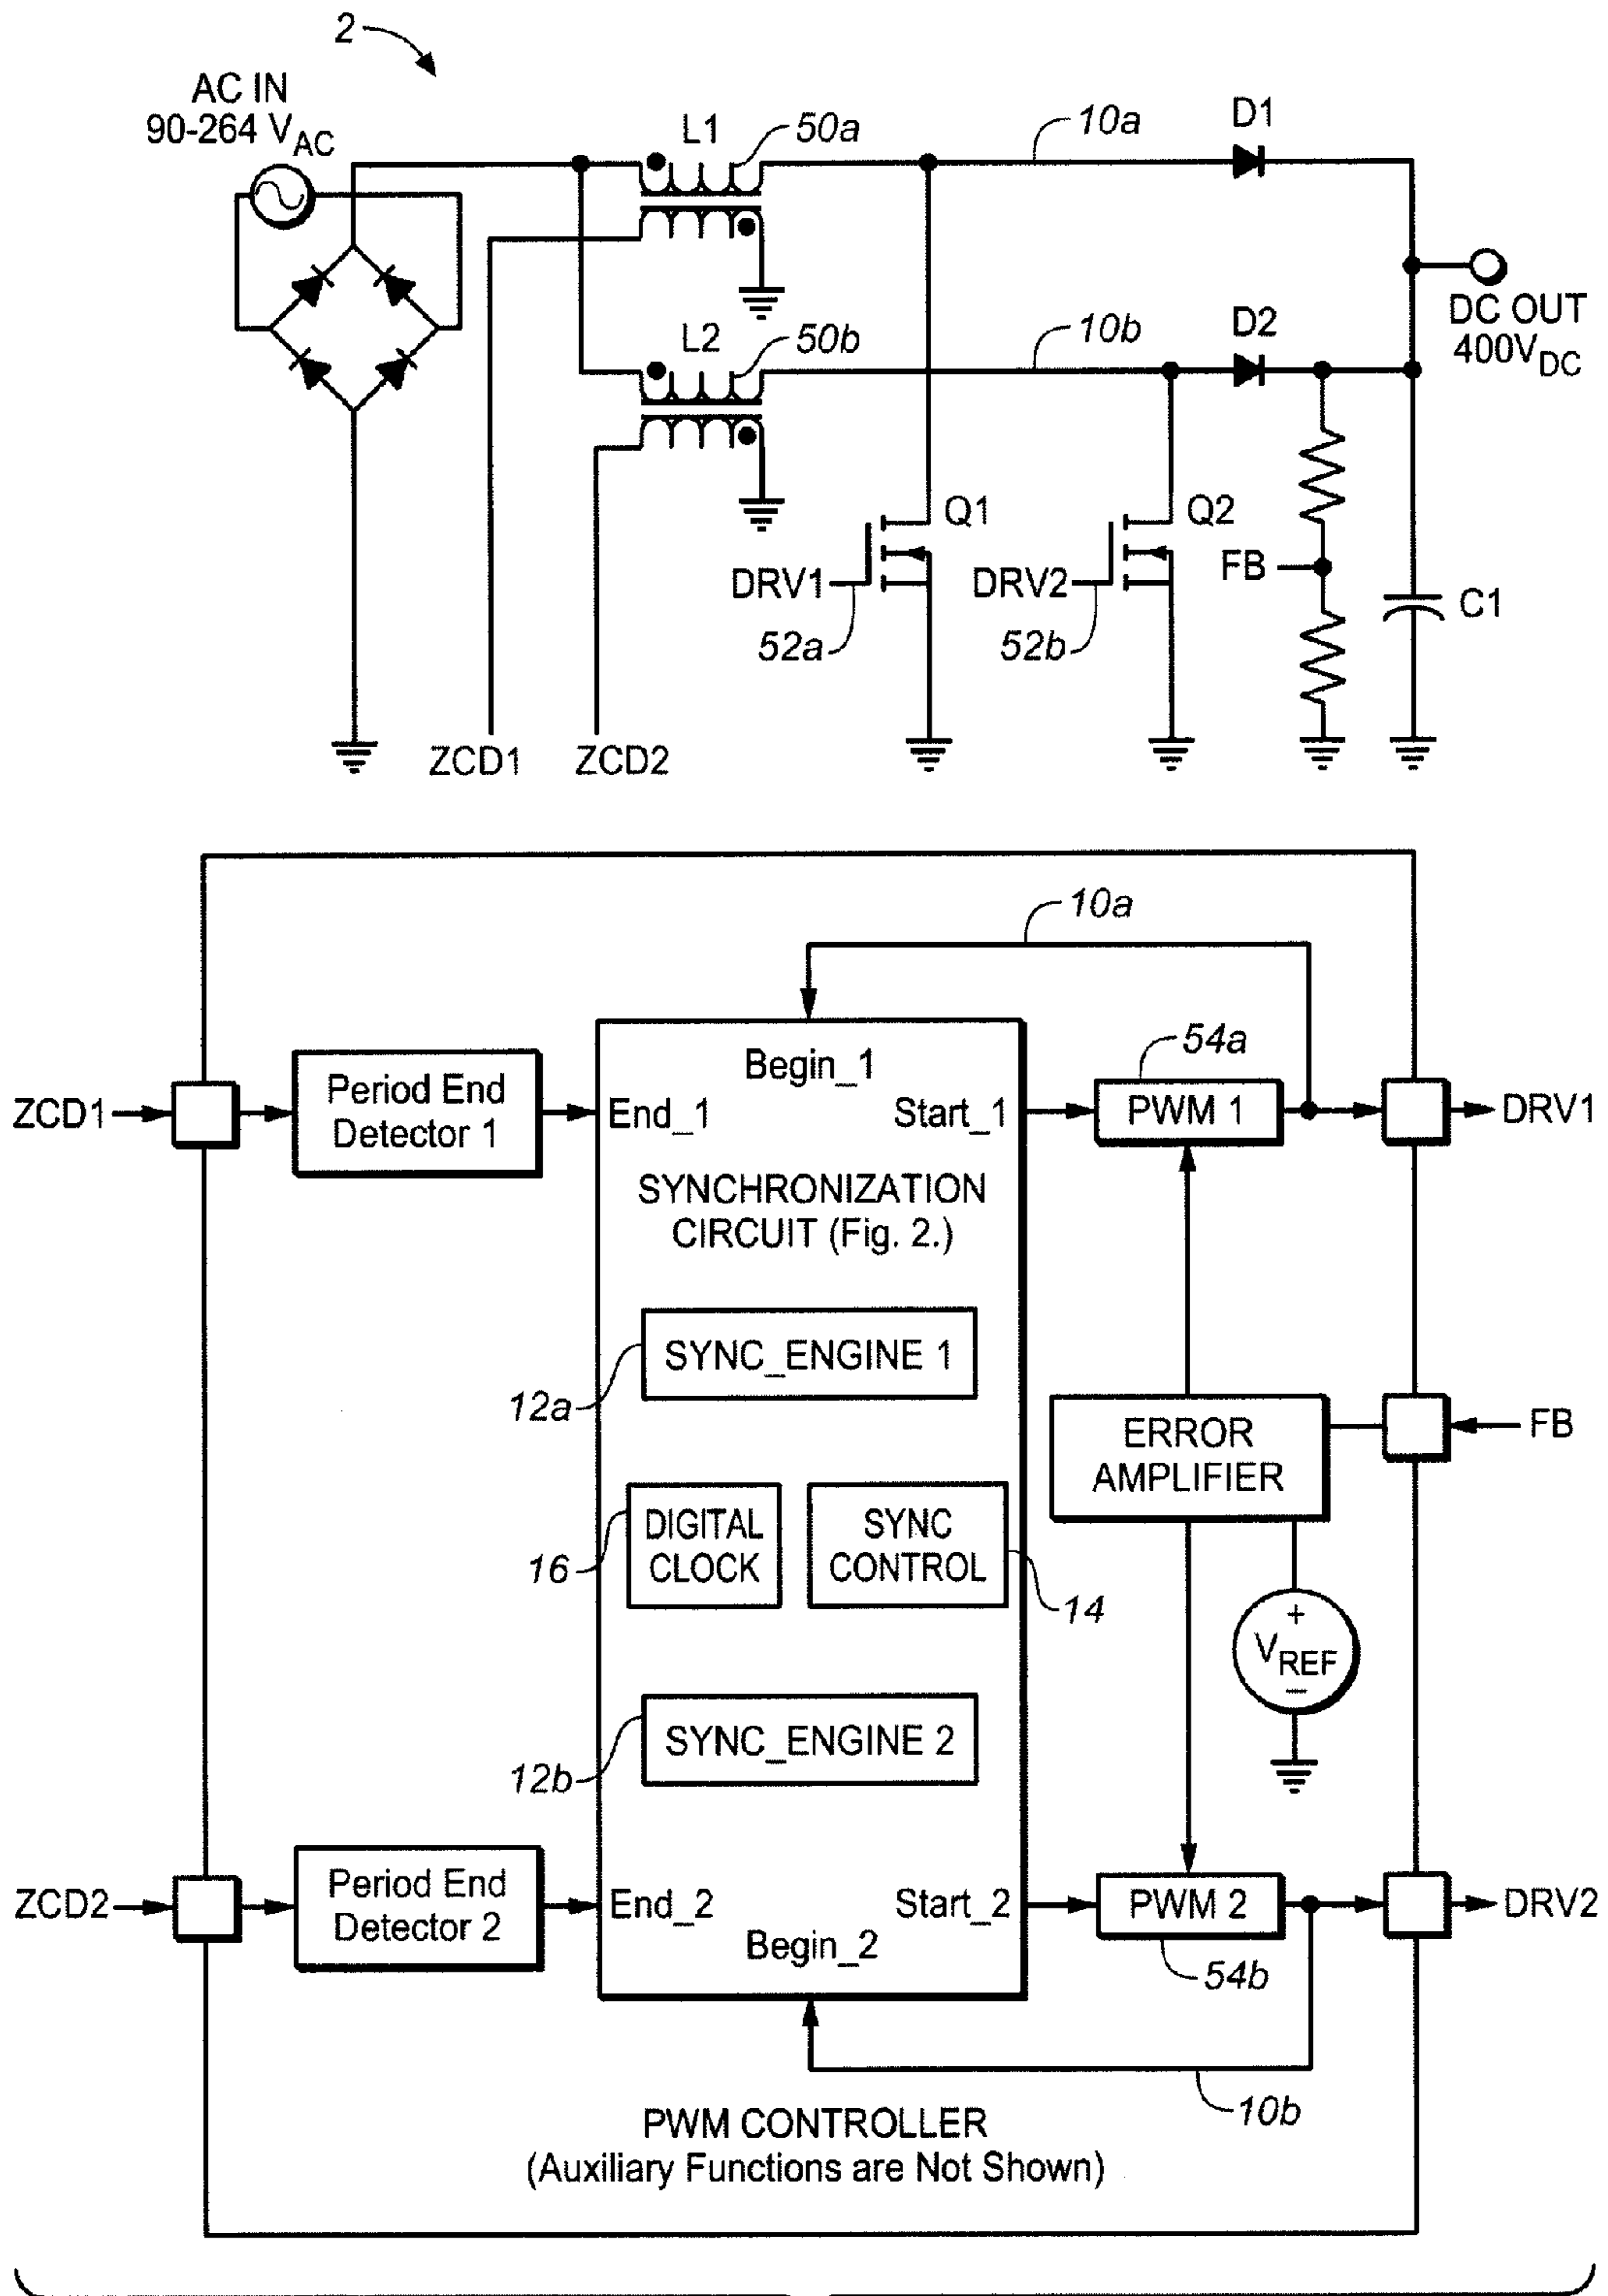 2
AC IN
90-264 VAC
L1
50a
10a
D1
DC OUT
400VDC
L2
50b
10b
D2
Q1
Q2
DRV1
DRV2
FB
C1
52a
52b
ZCD1
ZCD2
10a
Begin_1
54a
ZCD1
Period End
Detector 1
End_1
Start_1
PWM 1
DRV1
SYNCHRONIZATION
CIRCUIT (Fig. 2.)
SYNC_ENGINE 1
12a
ERROR
AMPLIFIER
FB
DIGITAL
CLOCK
SYNC
CONTROL
16
14
+
VREF
–
SYNC_ENGINE 2
12b
ZCD2
Period End
Detector 2
End_2
Start_2
PWM 2
DRV2
Begin_2
54b
10b
PWM CONTROLLER
(Auxiliary Functions are Not Shown)